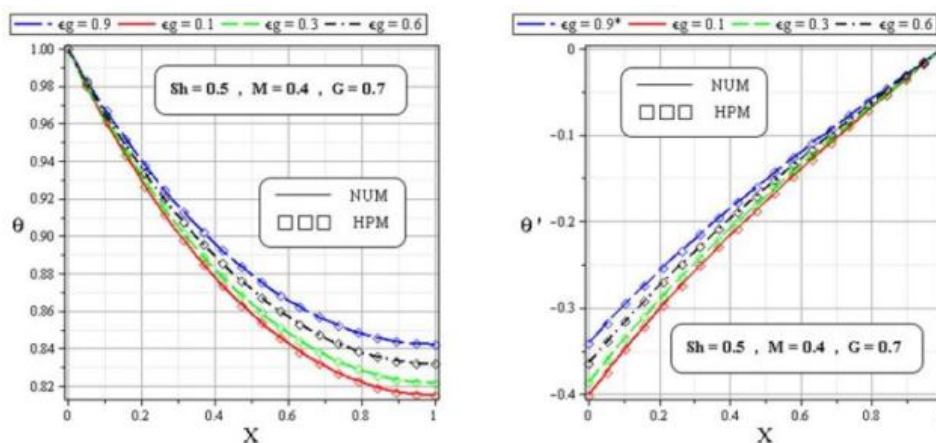 ϵg = 0.9 ϵg = 0.1 ϵg = 0.3 ϵg = 0.6
1.00
0.98
0.96
0.94
0.92
0.90
0.88
0.86
0.84
0.82
θ
Sh = 0.5 , M = 0.4 , G = 0.7
NUM
HPM
0 0.2 0.4 0.6 0.8 1.0
X
ϵg = 0.9* ϵg = 0.1 ϵg = 0.3 ϵg = 0.6
0
−0.1
−0.2
−0.3
−0.4
θ '
NUM
HPM
Sh = 0.5 , M = 0.4 , G = 0.7
0 0.2 0.4 0.6 0.8
X